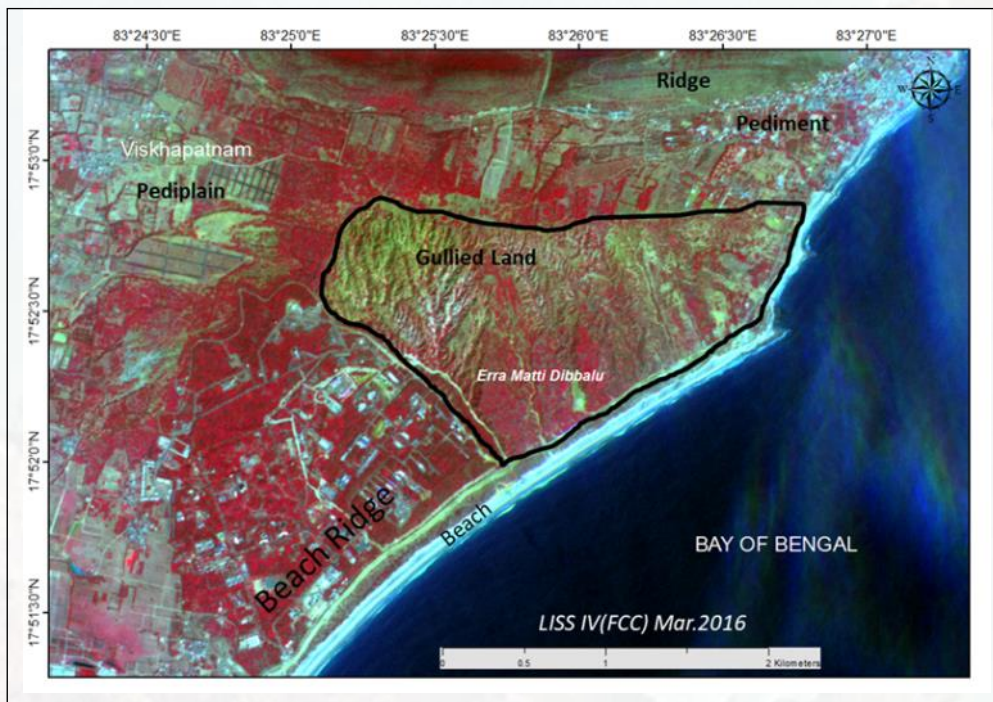 83°24'30"E 83°25'0"E 83°25'30"E 83°26'0"E 83°26'30"E 83°27'0"E
N
W E
S
Ridge
Pediment
17°53'0"N
Viskhapatnam
Pediplain
Gullied Land
17°52'30"N
Erra Matti Dibbalu
17°52'0"N
Beach Ridge
Beach
BAY OF BENGAL
17°51'30"N
LISS IV(FCC) Mar.2016
0 0.5 1 2 Kilometers